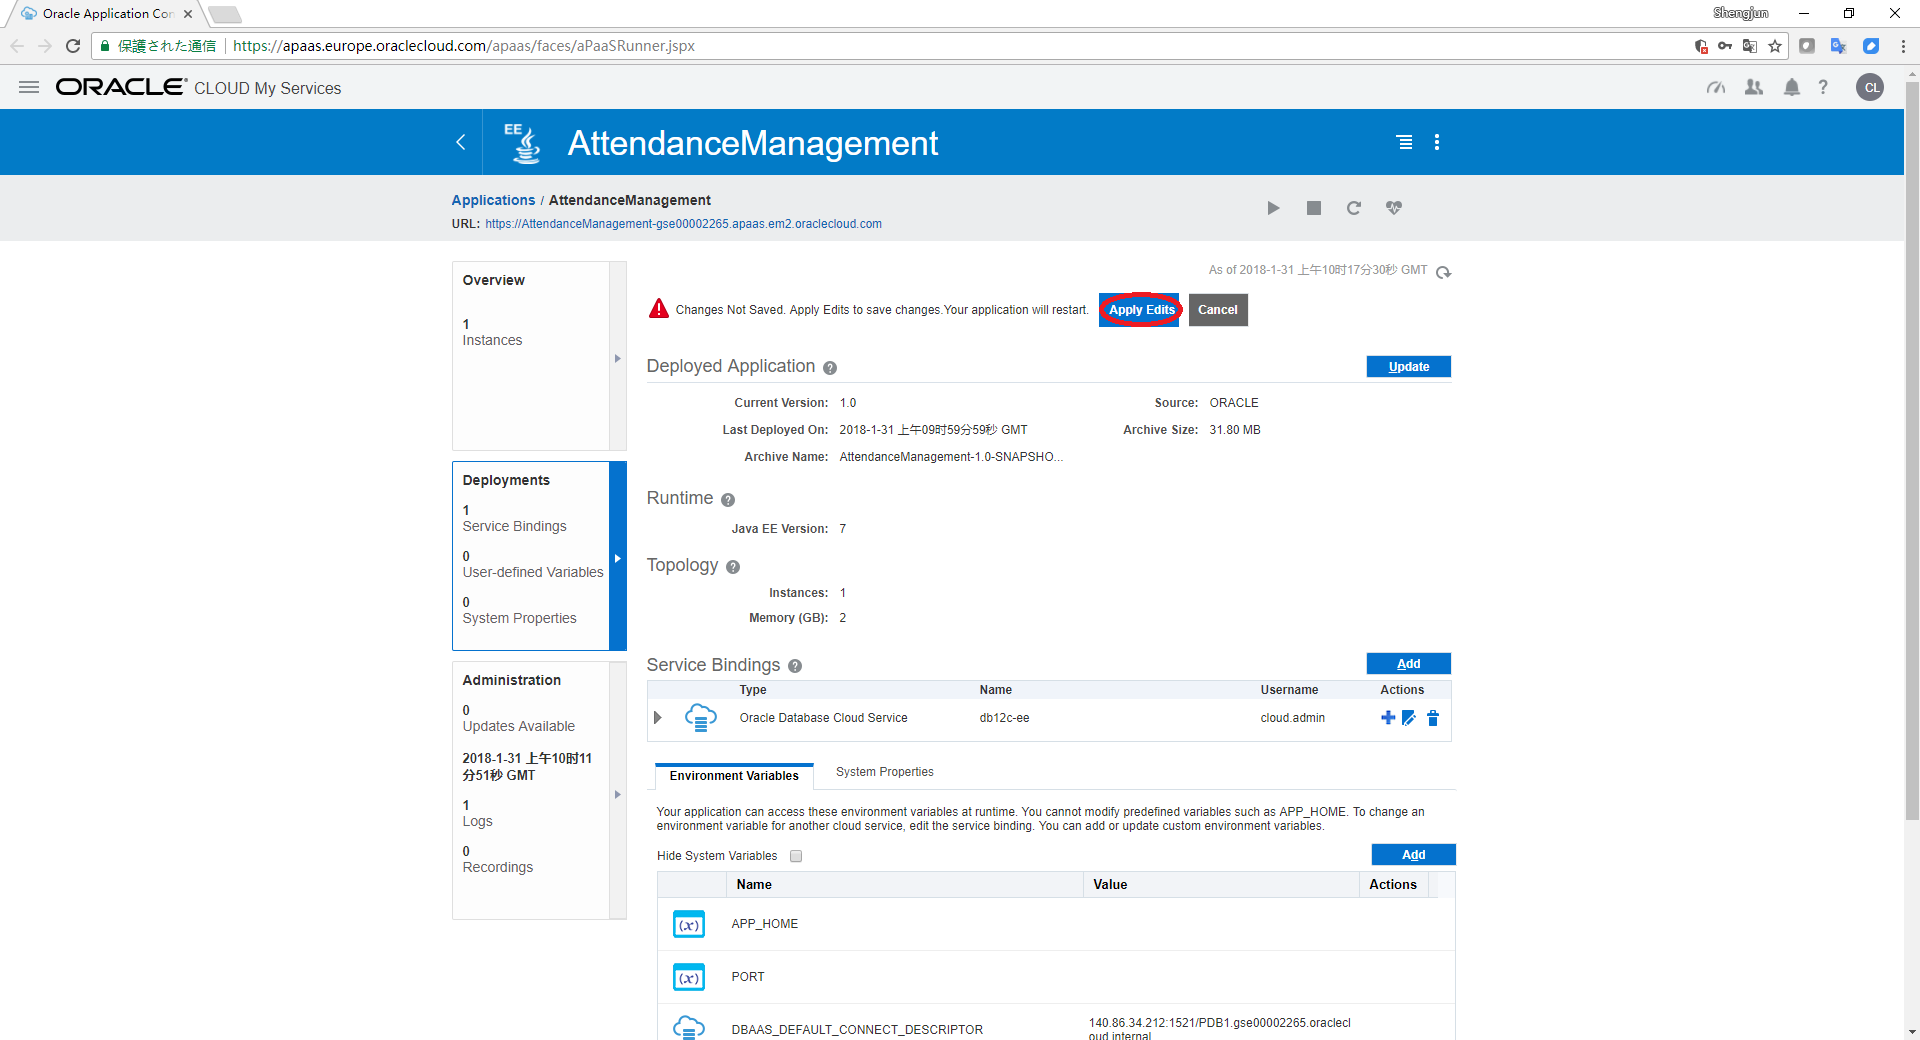 Oracle Application Con
Shengjun
保護された通信
https://apaas.europe.oraclecloud.com/apaas/faces/aPaaSRunner.jspx
ORACLE® CLOUD My Services
CL
EE
AttendanceManagement
Applications / AttendanceManagement
URL: https://AttendanceManagement-gse00002265.apaas.em2.oraclecloud.com
As of 2018-1-31 上午10时17分30秒 GMT
Overview
1
Instances
Changes Not Saved. Apply Edits to save changes.Your application will restart.
Apply Edits
Cancel
Deployed Application
Update
Current Version: 1.0
Source: ORACLE
Last Deployed On: 2018-1-31 上午09时59分59秒 GMT
Archive Size: 31.80 MB
Archive Name: AttendanceManagement-1.0-SNAPSHO...
Deployments
1
Service Bindings
0
User-defined Variables
0
System Properties
Runtime
Java EE Version: 7
Topology
Instances: 1
Memory (GB): 2
Service Bindings
Add
Type Name Username Actions
Oracle Database Cloud Service db12c-ee cloud.admin
Administration
0
Updates Available
2018-1-31 上午10时11
分51秒 GMT
1
Logs
0
Recordings
Environment Variables
System Properties
Your application can access these environment variables at runtime. You cannot modify predefined variables such as APP_HOME. To change an
environment variable for another cloud service, edit the service binding. You can add or update custom environment variables.
Hide System Variables
Add
Name Value Actions
(x) APP_HOME
(x) PORT
DBAAS_DEFAULT_CONNECT_DESCRIPTOR
140.86.34.212:1521/PDB1.gse00002265.oraclecl
oud.internal